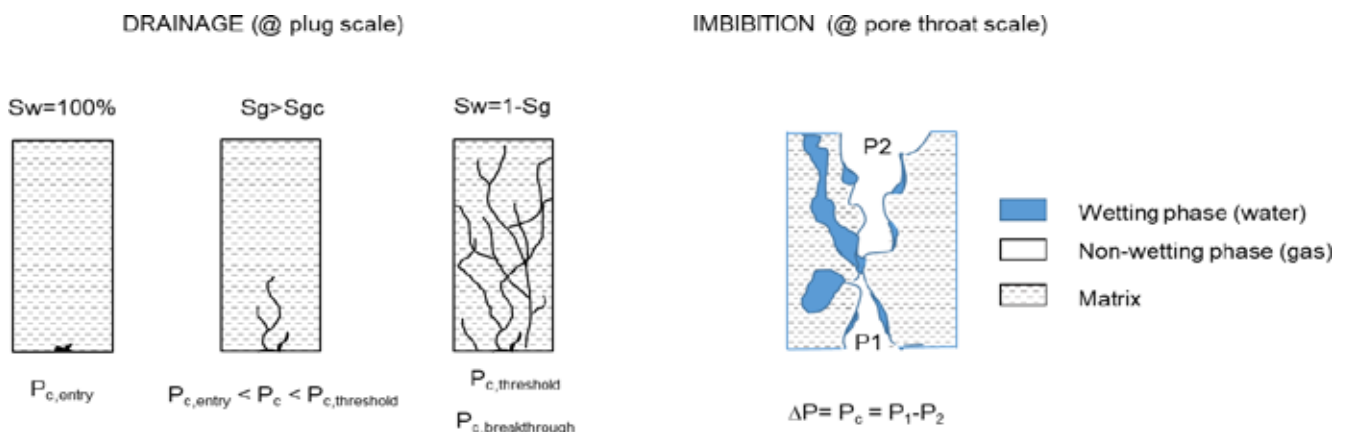 DRAINAGE (@ plug scale)
IMBIBITION (@ pore throat scale)
Sw=100%
Sg>Sgc
Sw=1-Sg
P2
P1
Wetting phase (water)
Non-wetting phase (gas)
Matrix
Pc,entry
Pc,entry < Pc < Pc,threshold
Pc,threshold
Pc,breakthrough
ΔP= Pc = P1-P2